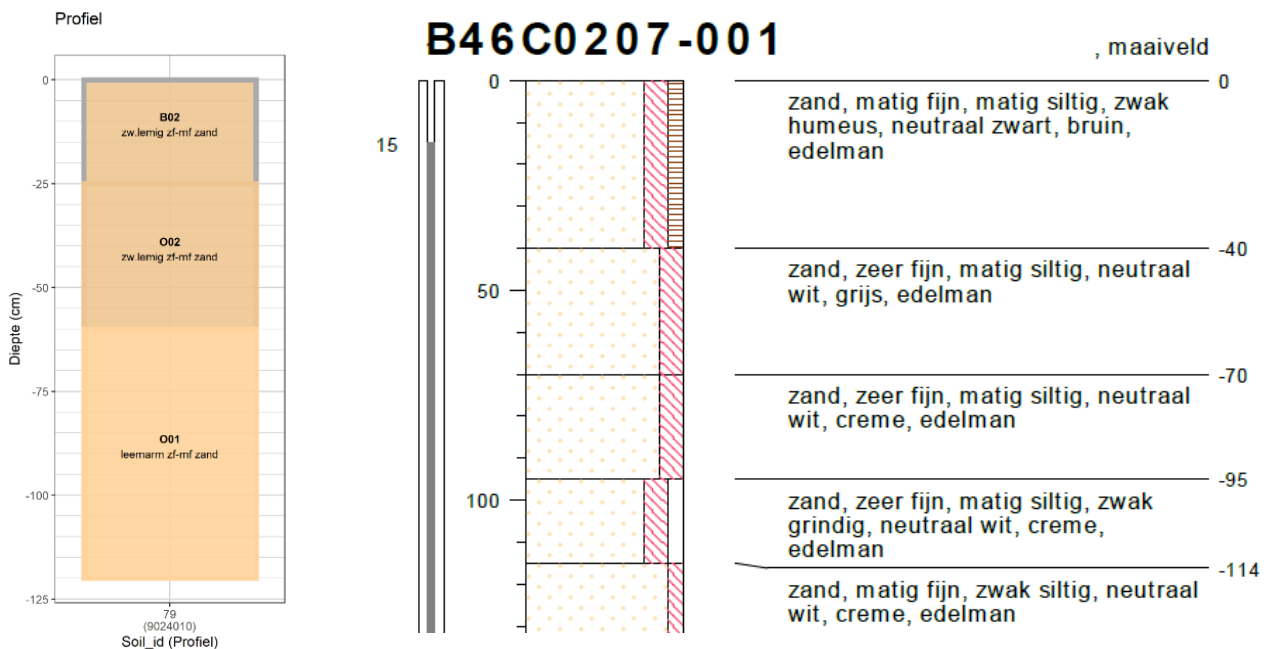 Profiel
0
B02
zw.lemig zf-mf zand
-25
O02
zw.lemig zf-mf zand
-50
Diepte (cm)
-75
O01
leemarm zf-mf zand
-100
-125
79
(9024010)
Soil_id (Profiel)
B46C0207-001
, maaiveld
15
0
50
100
0
zand, matig fijn, matig siltig, zwak
humeus, neutraal zwart, bruin,
edelman
-40
zand, zeer fijn, matig siltig, neutraal
wit, grijs, edelman
-70
zand, zeer fijn, matig siltig, neutraal
wit, creme, edelman
-95
zand, zeer fijn, matig siltig, zwak
grindig, neutraal wit, creme,
edelman
-114
zand, matig fijn, zwak siltig, neutraal
wit, creme, edelman